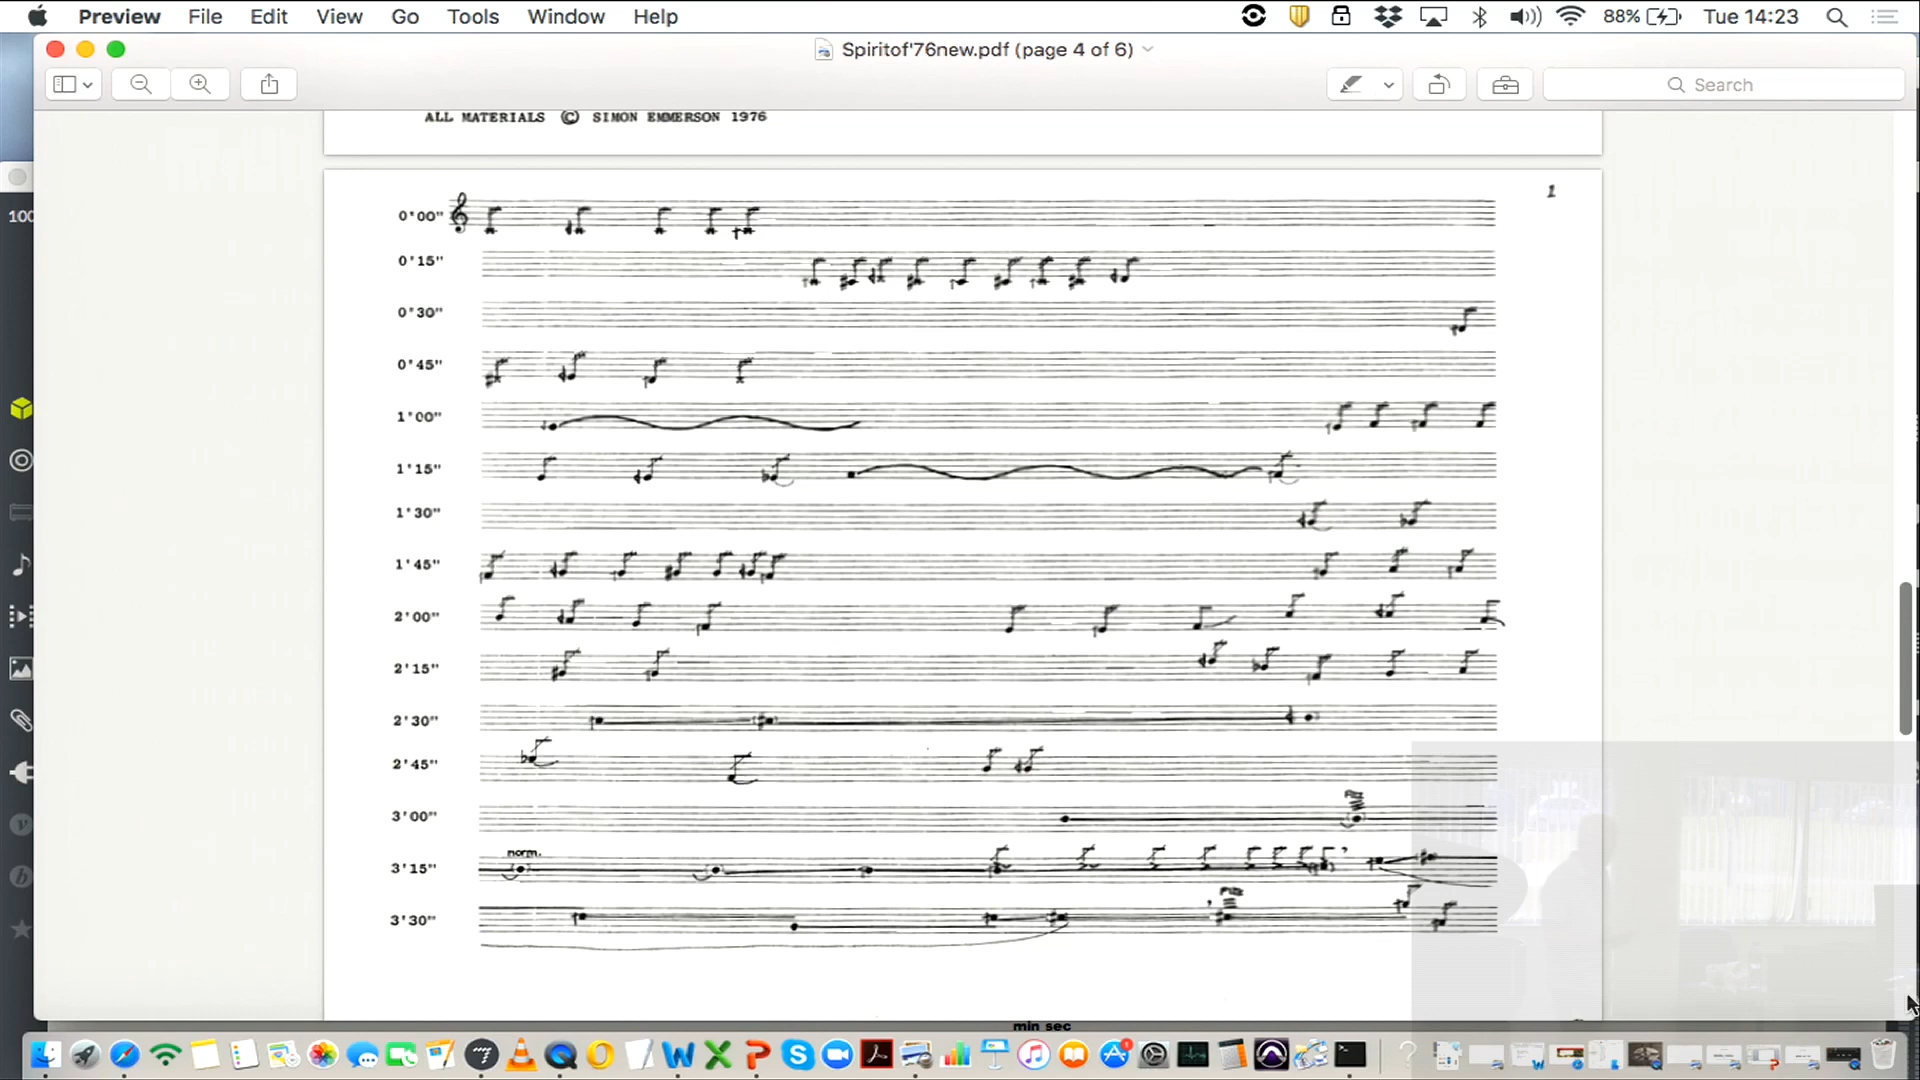 Preview File Edit View Go Tools Window Help 88% Tue 14:23
Spiritof'76new.pdf (page 4 of 6)
Search
ALL MATERIALS © SIMON EMMERSON 1976
1
0'00"
0'15"
0'30"
0'45"
1'00"
1'15"
1'30"
1'45"
2'00"
2'15"
2'30"
2'45"
3'00"
norm.
3'15"
3'30"
min sec
100